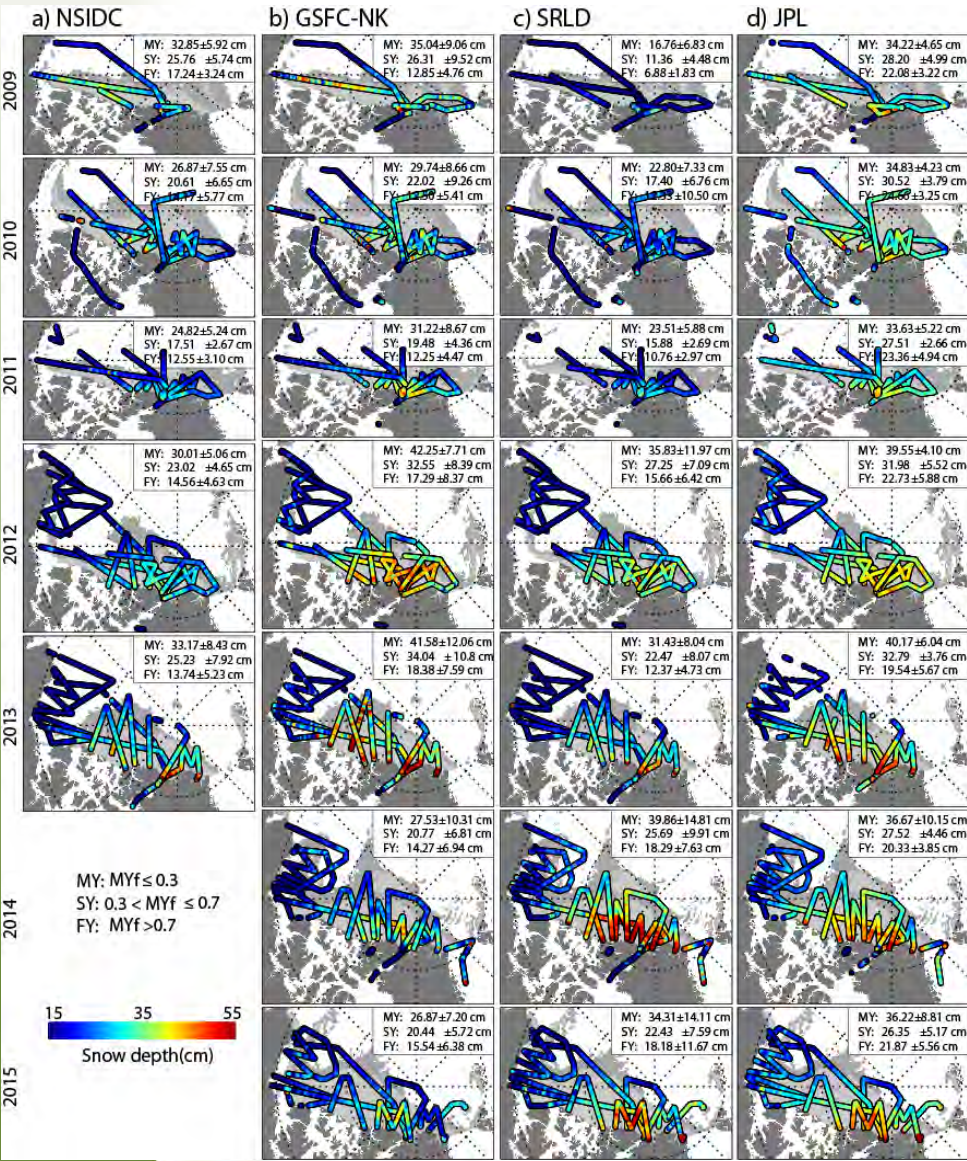 a) NSIDC
b) GSFC-NK
c) SRLD
d) JPL
2009
MY: 32.85±5.92 cm
SY: 25.76 ±5.74 cm
FY: 17.24±3.24 cm
MY: 35.04±9.06 cm
SY: 26.31 ±9.52 cm
FY: 12.85±4.76 cm
MY: 16.76±6.83 cm
SY: 11.36 ±4.48 cm
FY: 6.88±1.83 cm
MY: 34.22±4.65 cm
SY: 28.20 ±4.99 cm
FY: 22.08±3.22 cm
2010
MY: 26.87±7.55 cm
SY: 20.61 ±6.65 cm
±5.77 cm
MY: 29.74±8.66 cm
SY: 22.02 ±9.26 cm
±5.41 cm
MY: 22.80±7.33 cm
SY: 17.40 ±6.76 cm
±10.50 cm
MY: 34.83±4.23 cm
SY: 30.52 ±3.79 cm
±3.25 cm
2011
MY: 24.82±5.24 cm
SY: 17.51 ±2.67 cm
FY: 12.55±3.10 cm
MY: 31.22±8.67 cm
SY: 19.48 ±4.36 cm
FY: 12.25±4.47 cm
MY: 23.51±5.88 cm
SY: 15.88 ±2.69 cm
FY: 10.76±2.97 cm
MY: 33.63±5.22 cm
SY: 27.51 ±2.66 cm
FY: 23.36±4.94 cm
2012
MY: 30.01±5.06 cm
SY: 23.02 ±4.65 cm
FY: 14.56±4.63 cm
MY: 42.25±7.71 cm
SY: 32.55 ±8.39 cm
FY: 17.29±8.37 cm
MY: 35.83±11.97 cm
SY: 27.25 ±7.09 cm
FY: 15.66±6.42 cm
MY: 39.55±4.10 cm
SY: 31.98 ±5.52 cm
FY: 22.73±5.88 cm
2013
MY: 33.17±8.43 cm
SY: 25.23 ±7.92 cm
FY: 13.74±5.23 cm
MY: 41.58±12.06 cm
SY: 34.04 ±10.8 cm
FY: 18.38±7.59 cm
MY: 31.43±8.04 cm
SY: 22.47 ±8.07 cm
FY: 12.37±4.73 cm
MY: 40.17±6.04 cm
SY: 32.79 ±3.76 cm
FY: 19.54±5.67 cm
2014
MY: MYf ≤ 0.3
SY: 0.3 < MYf ≤ 0.7
FY: MYf >0.7
MY: 27.53±10.31 cm
SY: 20.77 ±6.81 cm
FY: 14.27±6.94 cm
MY: 39.86±14.81 cm
SY: 25.69 ±9.91 cm
FY: 18.29±7.63 cm
MY: 36.67±10.15 cm
SY: 27.52 ±4.46 cm
FY: 20.33±3.85 cm
15 35 55
Snow depth(cm)
2015
MY: 26.87±7.20 cm
SY: 20.44 ±5.72 cm
FY: 15.54±6.38 cm
MY: 34.31±14.11 cm
SY: 22.43 ±7.59 cm
FY: 18.18±11.67 cm
MY: 36.22±8.81 cm
SY: 26.35 ±5.17 cm
FY: 21.87±5.56 cm